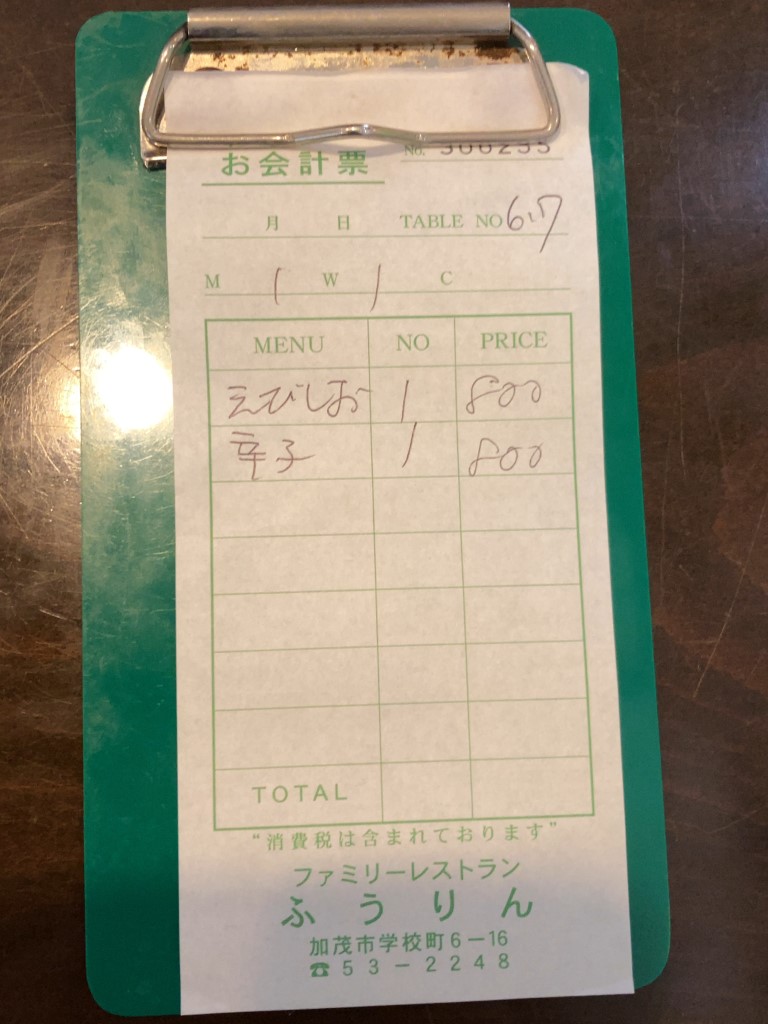 お会計票 No. 300235
月 日 TABLE NO 6,7
M 1 W 1 C
MENU NO PRICE
えびしお 1 800
辛子 1 800
TOTAL
"消費税は含まれております"
ファミリーレストラン
ふうりん
加茂市学校町6-16
☎53-2248